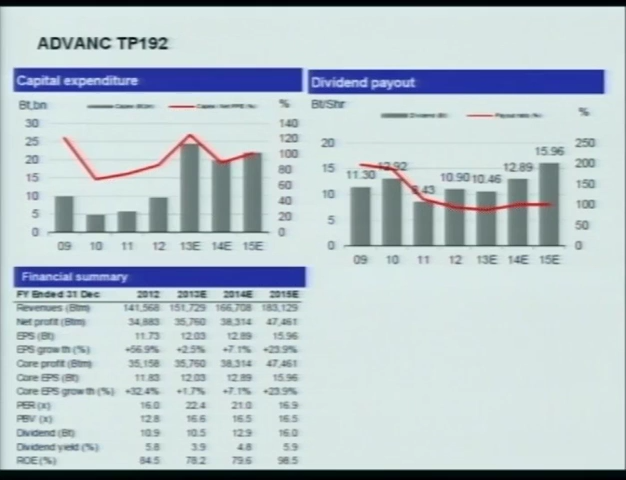 ADVANC TP192
Capital expenditure
Bt,bn %
30 140
25 120
20 100
15 80
10 60
5 40
0 20
0
09 10 11 12 13E 14E 15E
Dividend payout
Bt/Shr %
Dividend (Bt) Payout ratio (%)
20 250
15 200
10 150
5 100
0 50
0
11.30 12.92 8.43 10.90 10.46 12.89 15.96
09 10 11 12 13E 14E 15E
Financial summary
FY Ended 31 Dec 2012 2013E 2014E 2015E
Revenues (Btm) 141,568 151,729 166,708 183,129
Net profit (Btm) 34,883 35,760 38,314 47,461
EPS (Bt) 11.73 12.03 12.89 15.96
EPS growth (%) +56.9% +2.5% +7.1% +23.9%
Core profit (Btm) 35,158 35,760 38,314 47,461
Core EPS (Bt) 11.83 12.03 12.89 15.96
Core EPS growth (%) +32.4% +1.7% +7.1% +23.9%
PER (x) 16.0 22.4 21.0 16.9
PBV (x) 12.8 16.6 16.5 16.5
Dividend (Bt) 10.9 10.5 12.9 16.0
Dividend yield (%) 5.8 3.9 4.8 5.9
ROE (%) 84.5 78.2 79.6 98.5